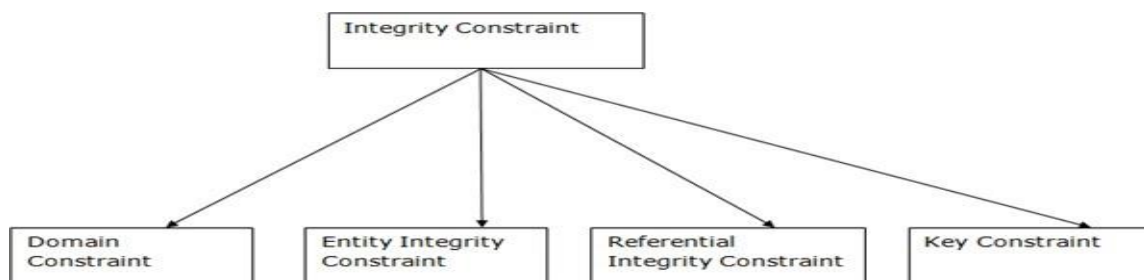 Integrity Constraint
Domain
Constraint
Entity Integrity
Constraint
Referential
Integrity Constraint
Key Constraint